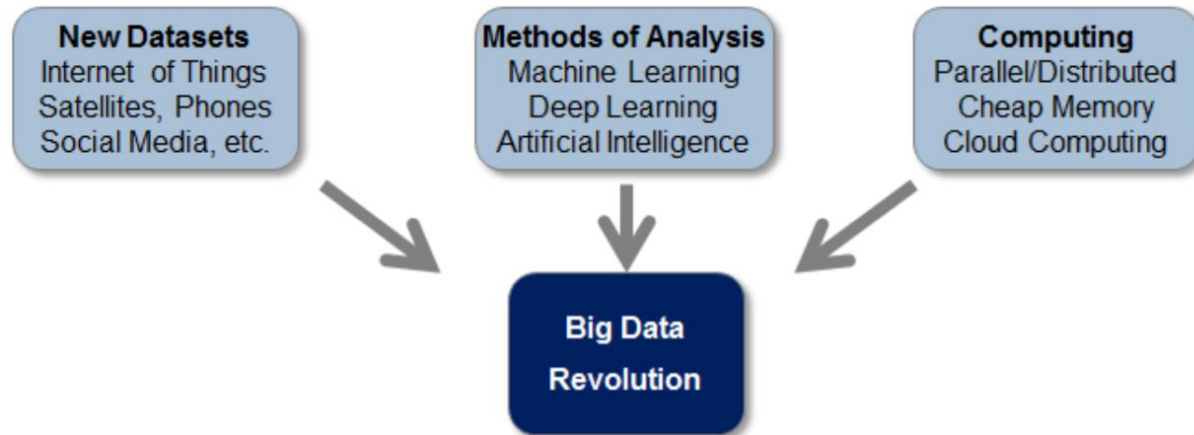 New Datasets
Internet of Things
Satellites, Phones
Social Media, etc.
Methods of Analysis
Machine Learning
Deep Learning
Artificial Intelligence
Computing
Parallel/Distributed
Cheap Memory
Cloud Computing
Big Data
Revolution